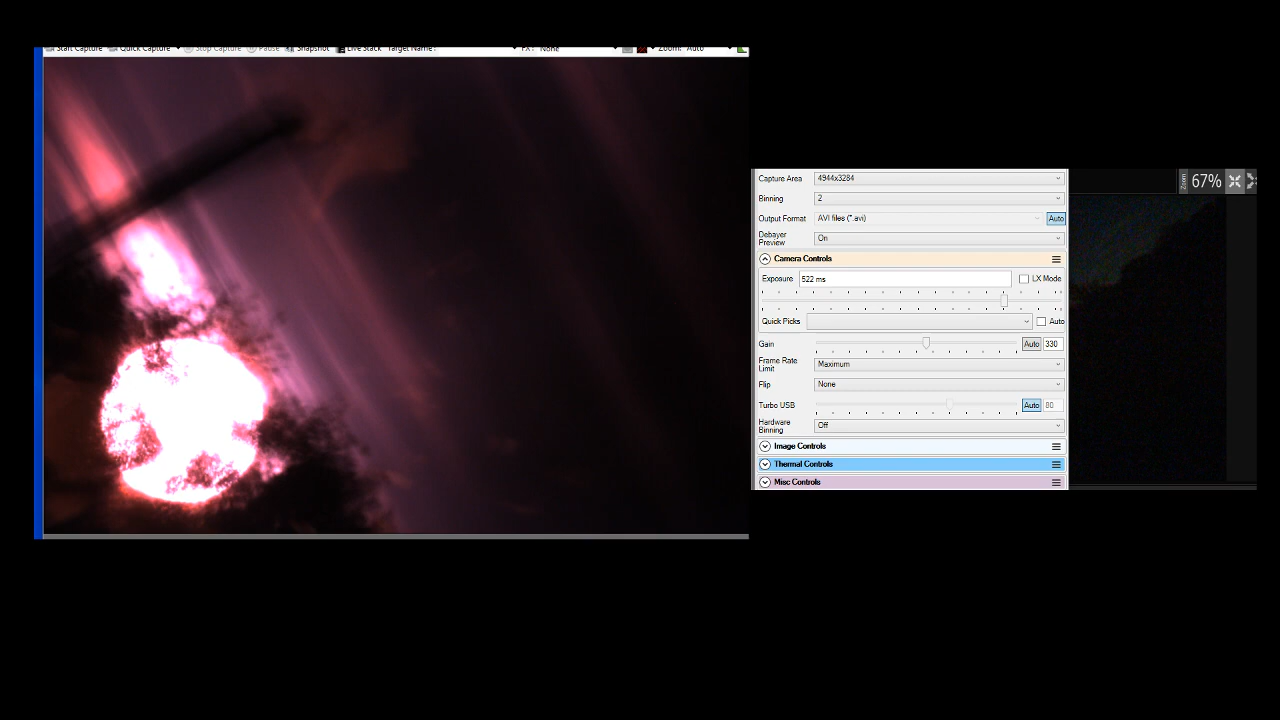 Start Capture Quick Capture Stop Capture Pause Snapshot Live Stack Target Name: FX: None Zoom: Auto
Capture Area 4944x3284
Zoom 67%
Binning 2
Output Format AVI files (*.avi) Auto
Debayer
Preview On
Camera Controls
Exposure 522 ms LX Mode
Quick Picks Auto
Gain Auto 330
Frame Rate
Limit Maximum
Flip None
Turbo USB Auto 80
Hardware
Binning Off
Image Controls
Thermal Controls
Misc Controls